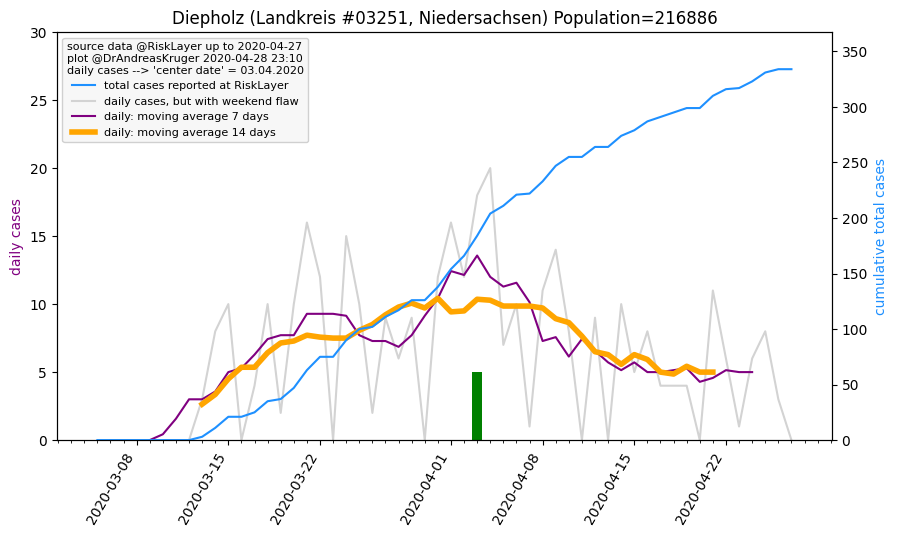 Diepholz (Landkreis #03251, Niedersachsen) Population=216886
source data @RiskLayer up to 2020-04-27
plot @DrAndreasKruger 2020-04-28 23:10
daily cases --> 'center date' = 03.04.2020
total cases reported at RiskLayer
daily cases, but with weekend flaw
daily: moving average 7 days
daily: moving average 14 days
daily cases
30
25
20
15
10
5
0
350
300
250
200
150
100
50
0
cumulative total cases
2020-03-08
2020-03-15
2020-03-22
2020-04-01
2020-04-08
2020-04-15
2020-04-22